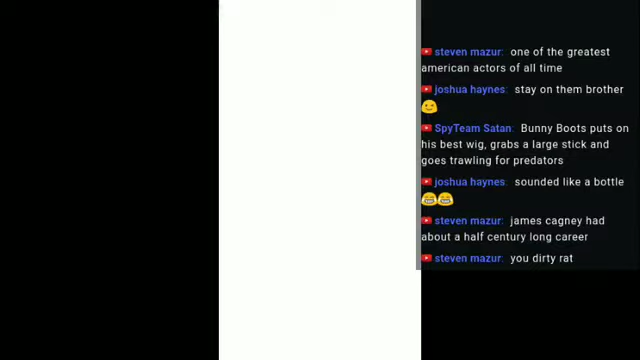 steven mazur: one of the greatest
american actors of all time
joshua haynes: stay on them brother
😉
SpyTeam Satan: Bunny Boots puts on
his best wig, grabs a large stick and
goes trawling for predators
joshua haynes: sounded like a bottle
😂😂
steven mazur: james cagney had
about a half century long career
steven mazur: you dirty rat